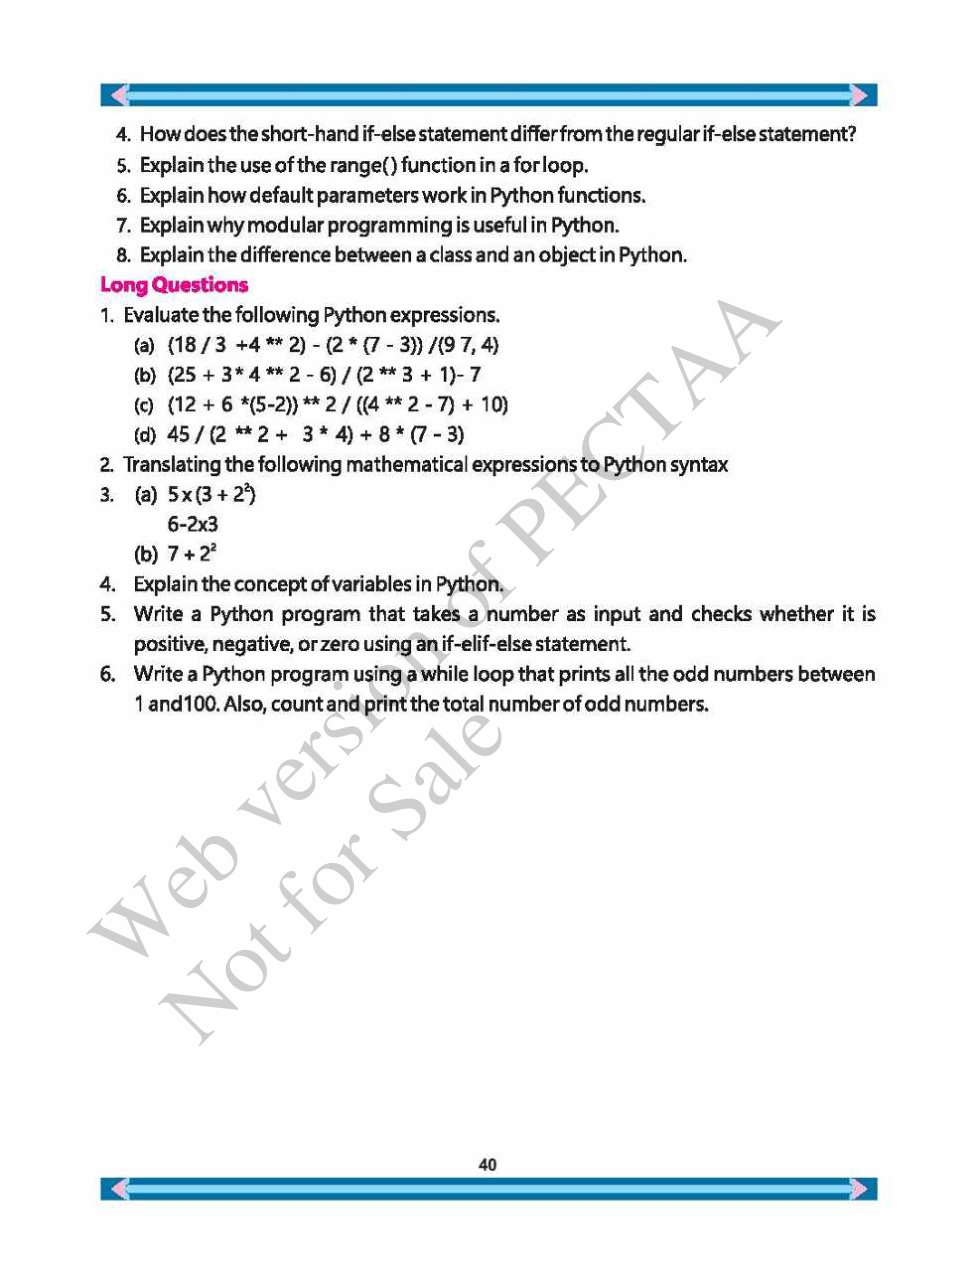 4. How does the short-hand if-else statement differ from the regular if-else statement?
5. Explain the use of the range() function in a for loop.
6. Explain how default parameters work in Python functions.
7. Explain why modular programming is useful in Python.
8. Explain the difference between a class and an object in Python.
Long Questions
1. Evaluate the following Python expressions.
(a) (18 / 3 +4 ** 2) - (2 * (7 - 3)) /(9 7, 4)
(b) (25 + 3* 4 ** 2 - 6) / (2 ** 3 + 1)- 7
(c) (12 + 6 *(5-2)) ** 2 / ((4 ** 2 - 7) + 10)
(d) 45 / (2 ** 2 + 3 * 4) + 8 * (7 - 3)
2. Translating the following mathematical expressions to Python syntax
3. (a) 5 x (3 + 2²)
6-2x3
(b) 7 + 2²
4. Explain the concept of variables in Python.
5. Write a Python program that takes a number as input and checks whether it is
positive, negative, or zero using an if-elif-else statement.
6. Write a Python program using a while loop that prints all the odd numbers between
1 and100. Also, count and print the total number of odd numbers.
Web version of PECTAA
Not for Sale
40